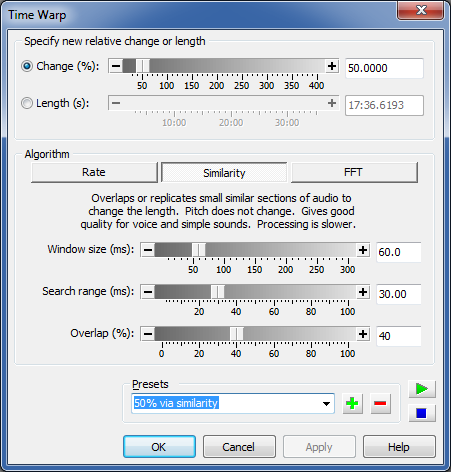 Time Warp
Specify new relative change or length
Change (%):
50.0000
50 100 150 200 250 300 350 400
Length (s):
17:36.6193
10:00 20:00 30:00
Algorithm
Rate
Similarity
FFT
Overlaps or replicates small similar sections of audio to
change the length. Pitch does not change. Gives good
quality for voice and simple sounds. Processing is slower.
Window size (ms):
60.0
50 100 150 200 250 300
Search range (ms):
30.00
20 40 60 80 100
Overlap (%):
40
0 20 40 60 80 100
Presets
50% via similarity
OK
Cancel
Apply
Help